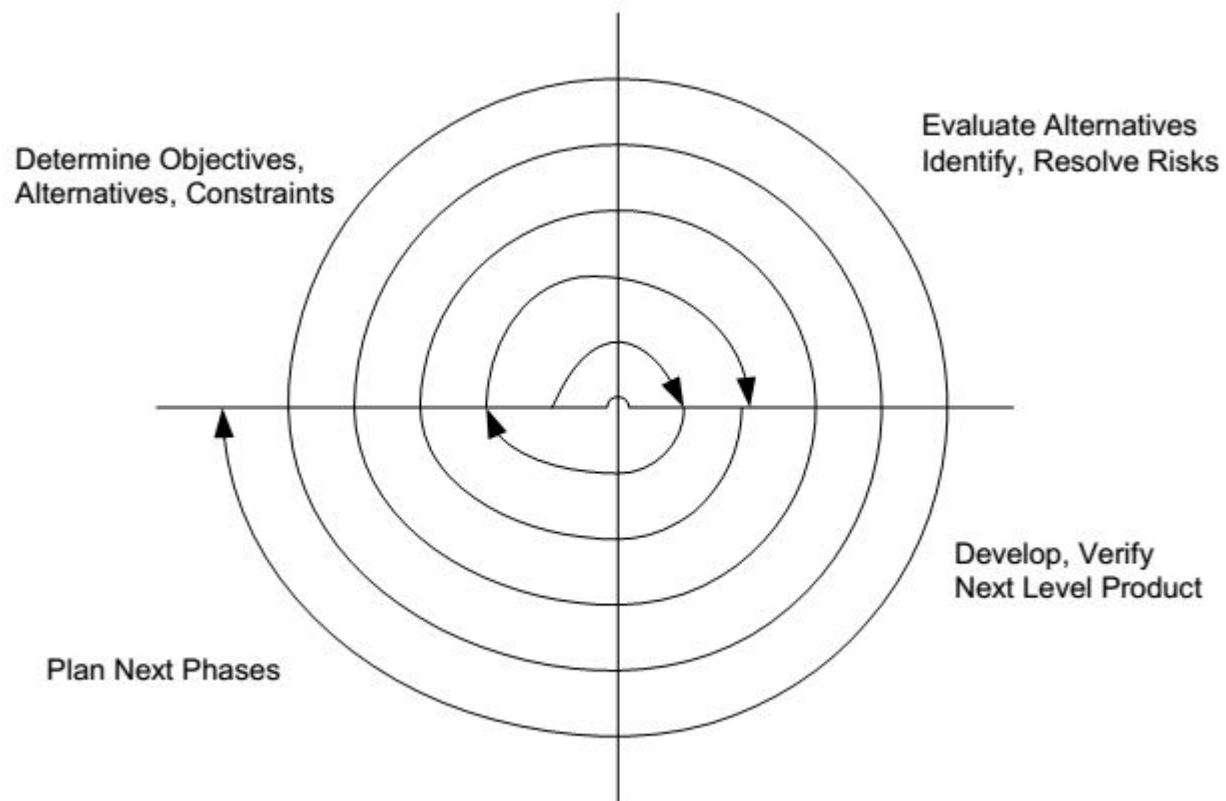 Determine Objectives,
Alternatives, Constraints
Evaluate Alternatives
Identify, Resolve Risks
Develop, Verify
Next Level Product
Plan Next Phases